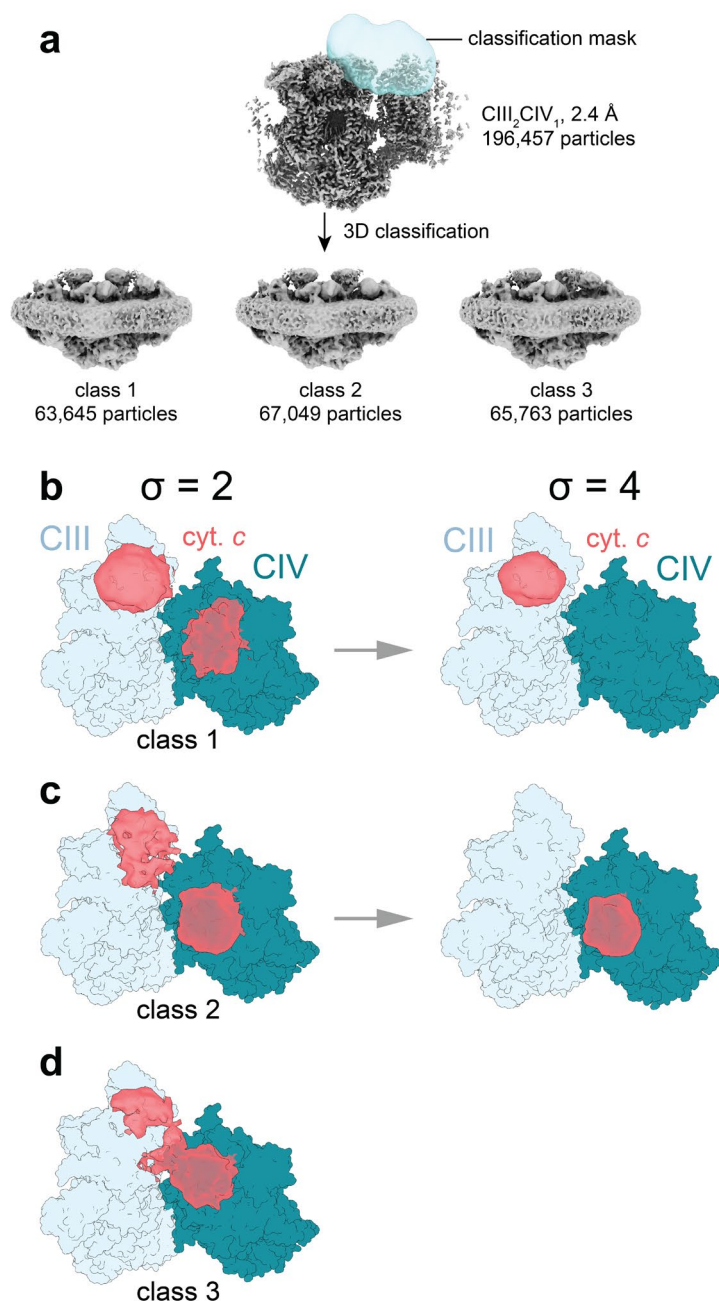 a
classification mask
CIII₂CIV₁, 2.4 Å
196,457 particles
3D classification
class 1
63,645 particles
class 2
67,049 particles
class 3
65,763 particles
b
σ = 2
σ = 4
CIII
cyt. c
CIV
CIII
cyt. c
CIV
class 1
c
class 2
d
class 3